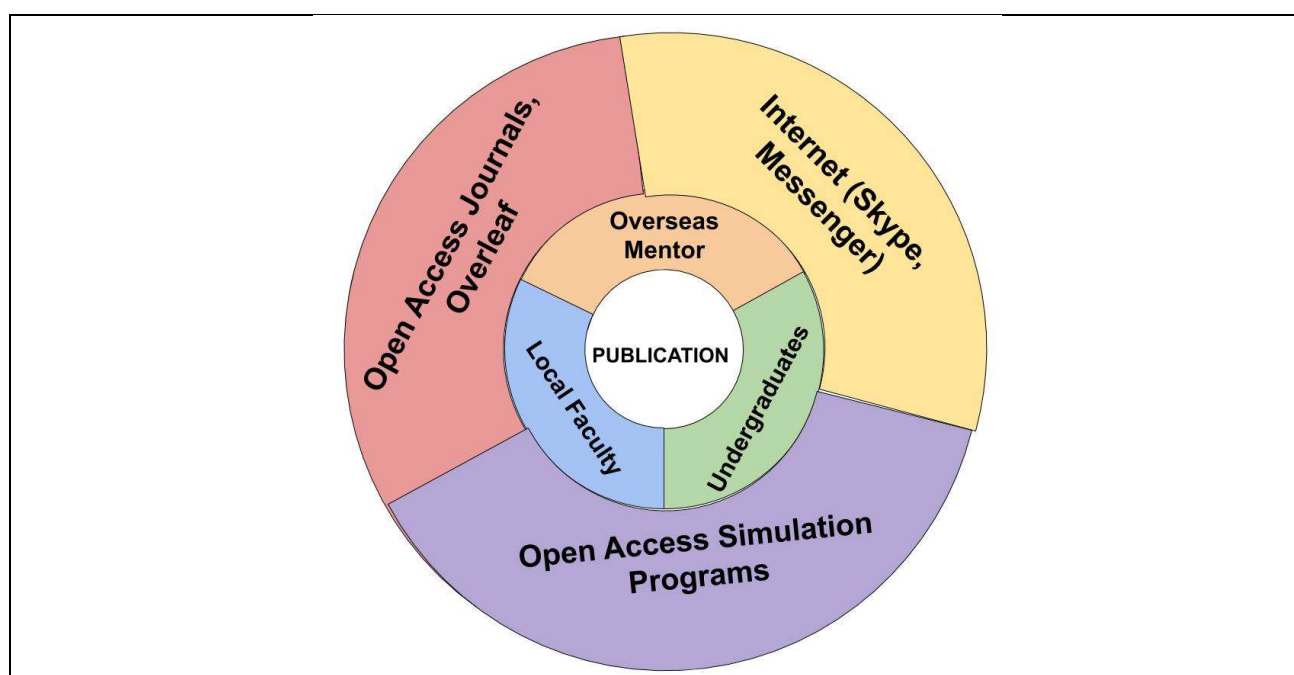 Open Access Journals,
Overleaf
Internet (Skype,
Messenger)
Overseas
Mentor
Local Faculty
PUBLICATION
Undergraduates
Open Access Simulation
Programs